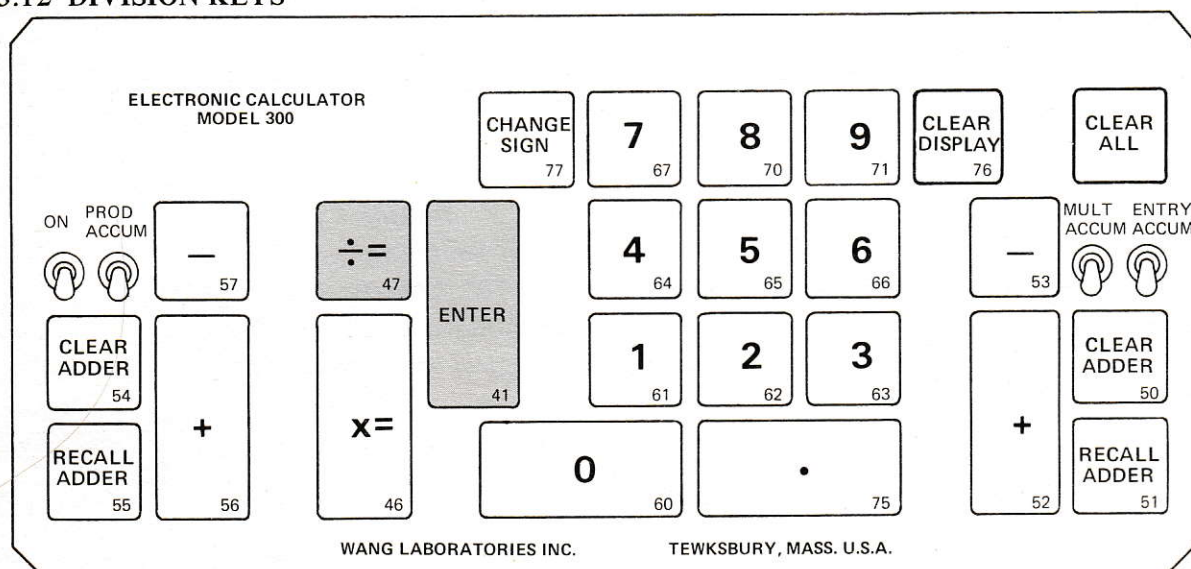 3.12 DIVISION KEYS
ELECTRONIC CALCULATOR
MODEL 300
CHANGE
SIGN
77
7
67
8
70
9
71
CLEAR
DISPLAY
76
CLEAR
ALL
ON
PROD
ACCUM
—
57
÷=
47
ENTER
41
4
64
5
65
6
66
—
53
MULT
ACCUM
ENTRY
ACCUM
CLEAR
ADDER
54
+
56
x=
46
1
61
2
62
3
63
+
52
CLEAR
ADDER
50
RECALL
ADDER
55
0
60
.
75
RECALL
ADDER
51
WANG LABORATORIES INC.
TEWKSBURY, MASS. U.S.A.